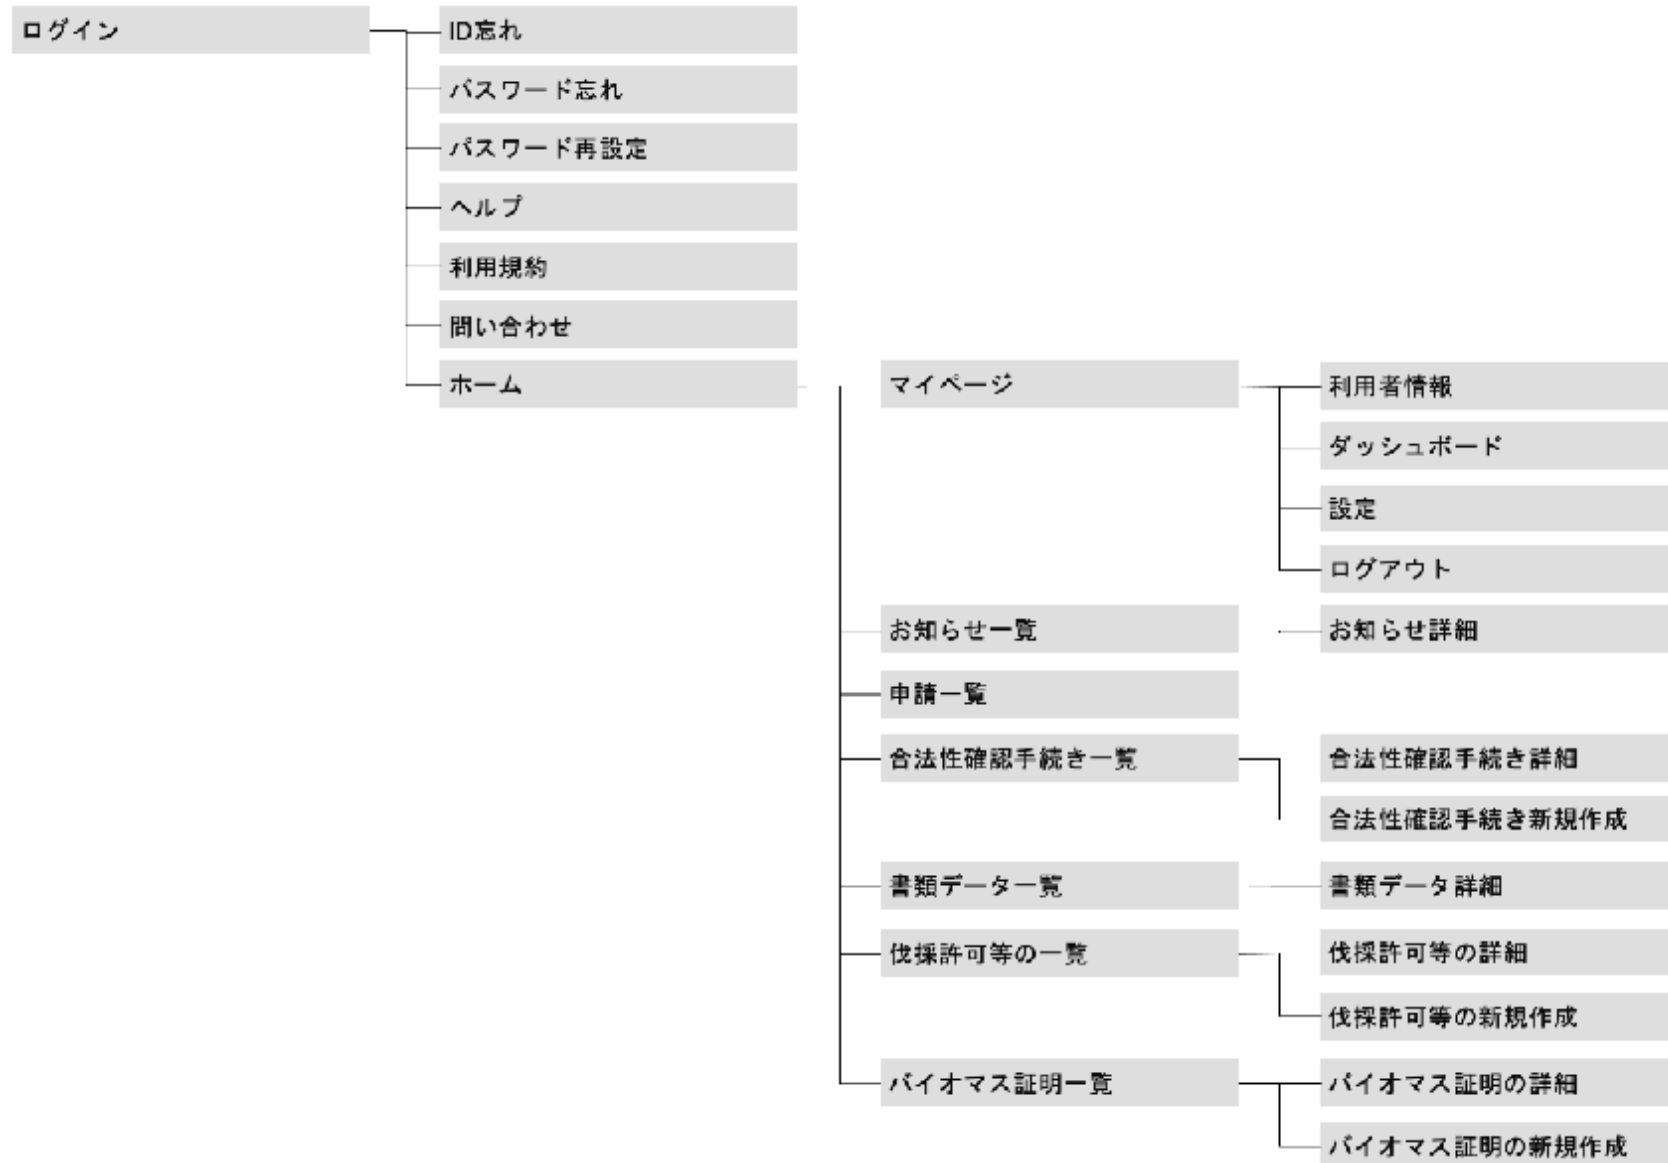 ログイン
ID忘れ
パスワード忘れ
パスワード再設定
ヘルプ
利用規約
問い合わせ
ホーム
マイページ
利用者情報
ダッシュボード
設定
ログアウト
お知らせ一覧
お知らせ詳細
申請一覧
合法性確認手続き一覧
合法性確認手続き詳細
合法性確認手続き新規作成
書類データ一覧
書類データ詳細
伐採許可等の一覧
伐採許可等の詳細
伐採許可等の新規作成
バイオマス証明一覧
バイオマス証明の詳細
バイオマス証明の新規作成